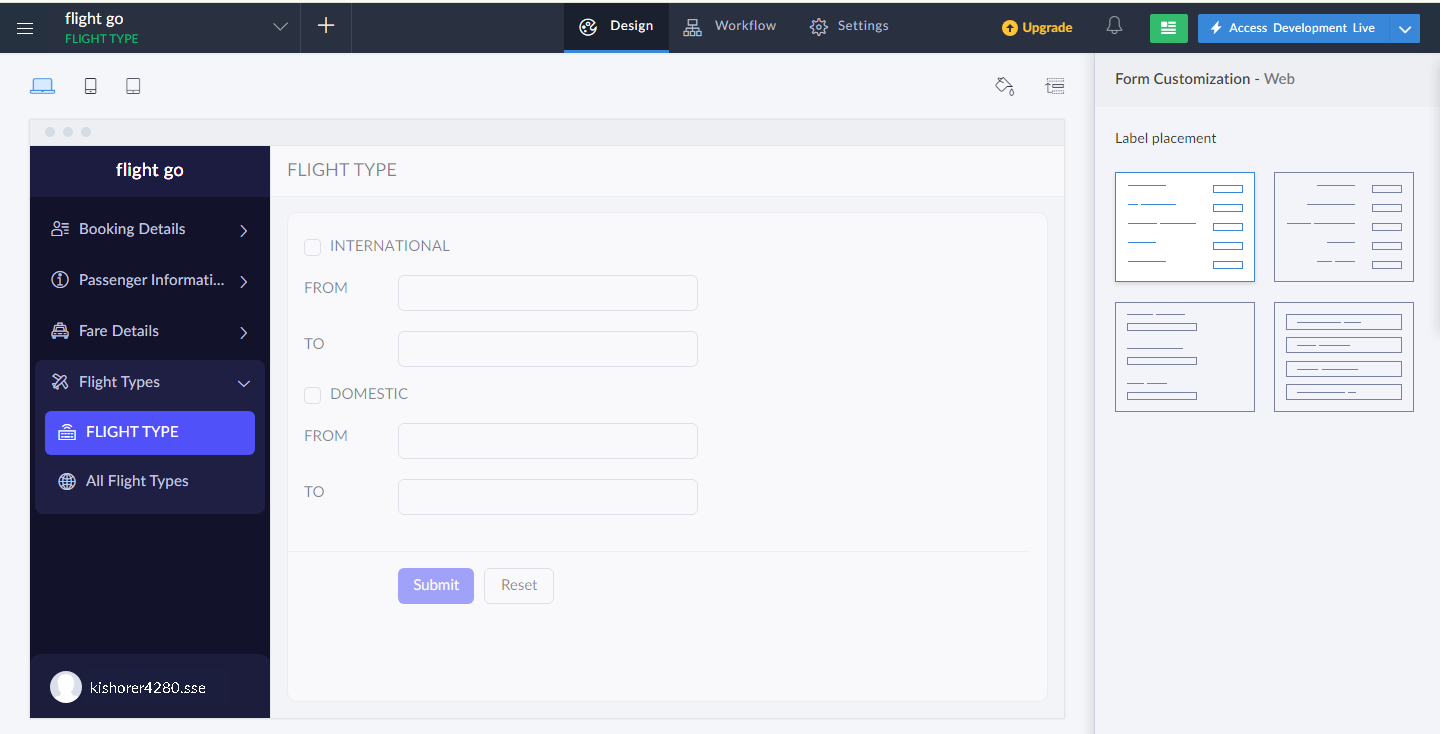 flight go
FLIGHT TYPE
Design
Workflow
Settings
Upgrade
Access Development Live
Form Customization - Web
Label placement
flight go
Booking Details
Passenger Informati...
Fare Details
Flight Types
FLIGHT TYPE
All Flight Types
kishorer4280.sse
FLIGHT TYPE
INTERNATIONAL
FROM
TO
DOMESTIC
FROM
TO
Submit
Reset